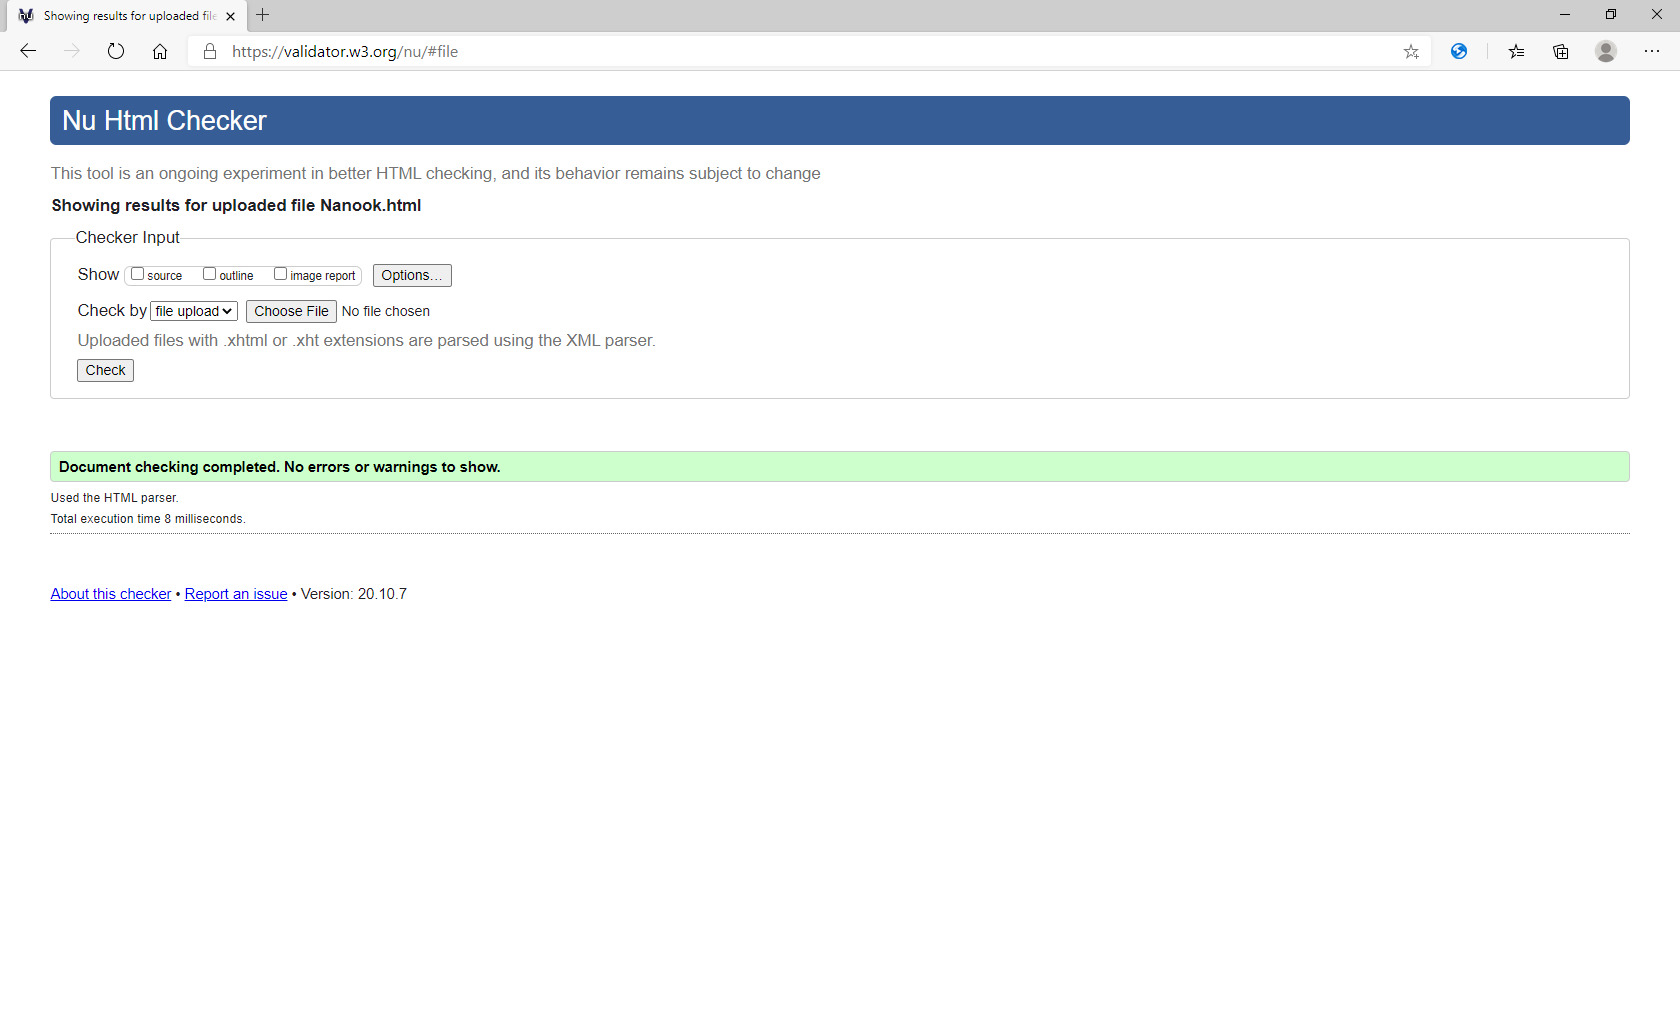 Showing results for uploaded file
https://validator.w3.org/nu/#file
Nu Html Checker
This tool is an ongoing experiment in better HTML checking, and its behavior remains subject to change
Showing results for uploaded file Nanook.html
Checker Input
Show source outline image report Options...
Check by file upload Choose File No file chosen
Uploaded files with .xhtml or .xht extensions are parsed using the XML parser.
Check
Document checking completed. No errors or warnings to show.
Used the HTML parser.
Total execution time 8 milliseconds.
About this checker • Report an issue • Version: 20.10.7